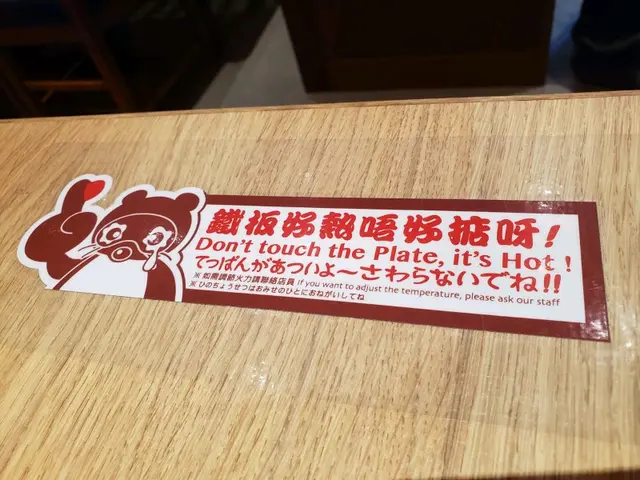 鐵板好熱唔好掂呀!
Don't touch the Plate, it's Hot!
てっぱんがあついよ～さわらないでね!!
※如需調節火力請聯絡店員 If you want to adjust the temperature, please ask our staff
※ひのちょうせつはおみせのひとにおねがいしてね